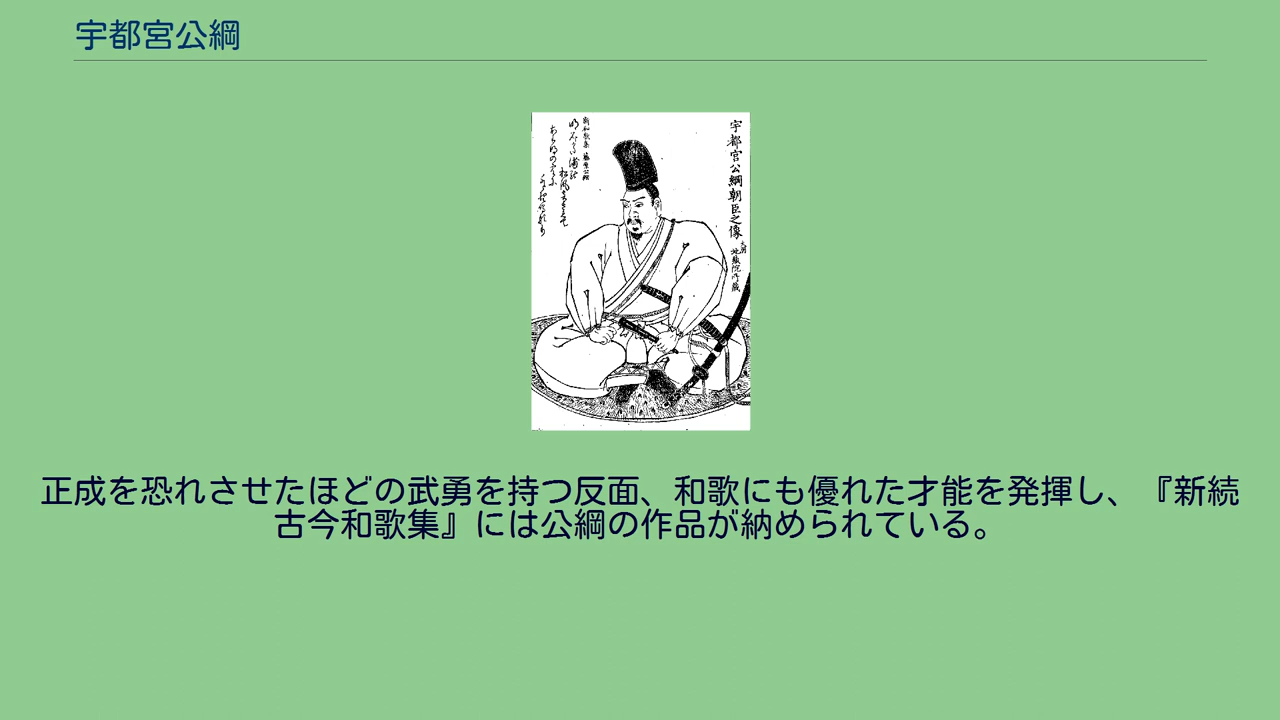 宇都宮公綱
宇都宮公綱朝臣之像
正成を恐れさせたほどの武勇を持つ反面、和歌にも優れた才能を発揮し、『新続
古今和歌集』には公綱の作品が納められている。